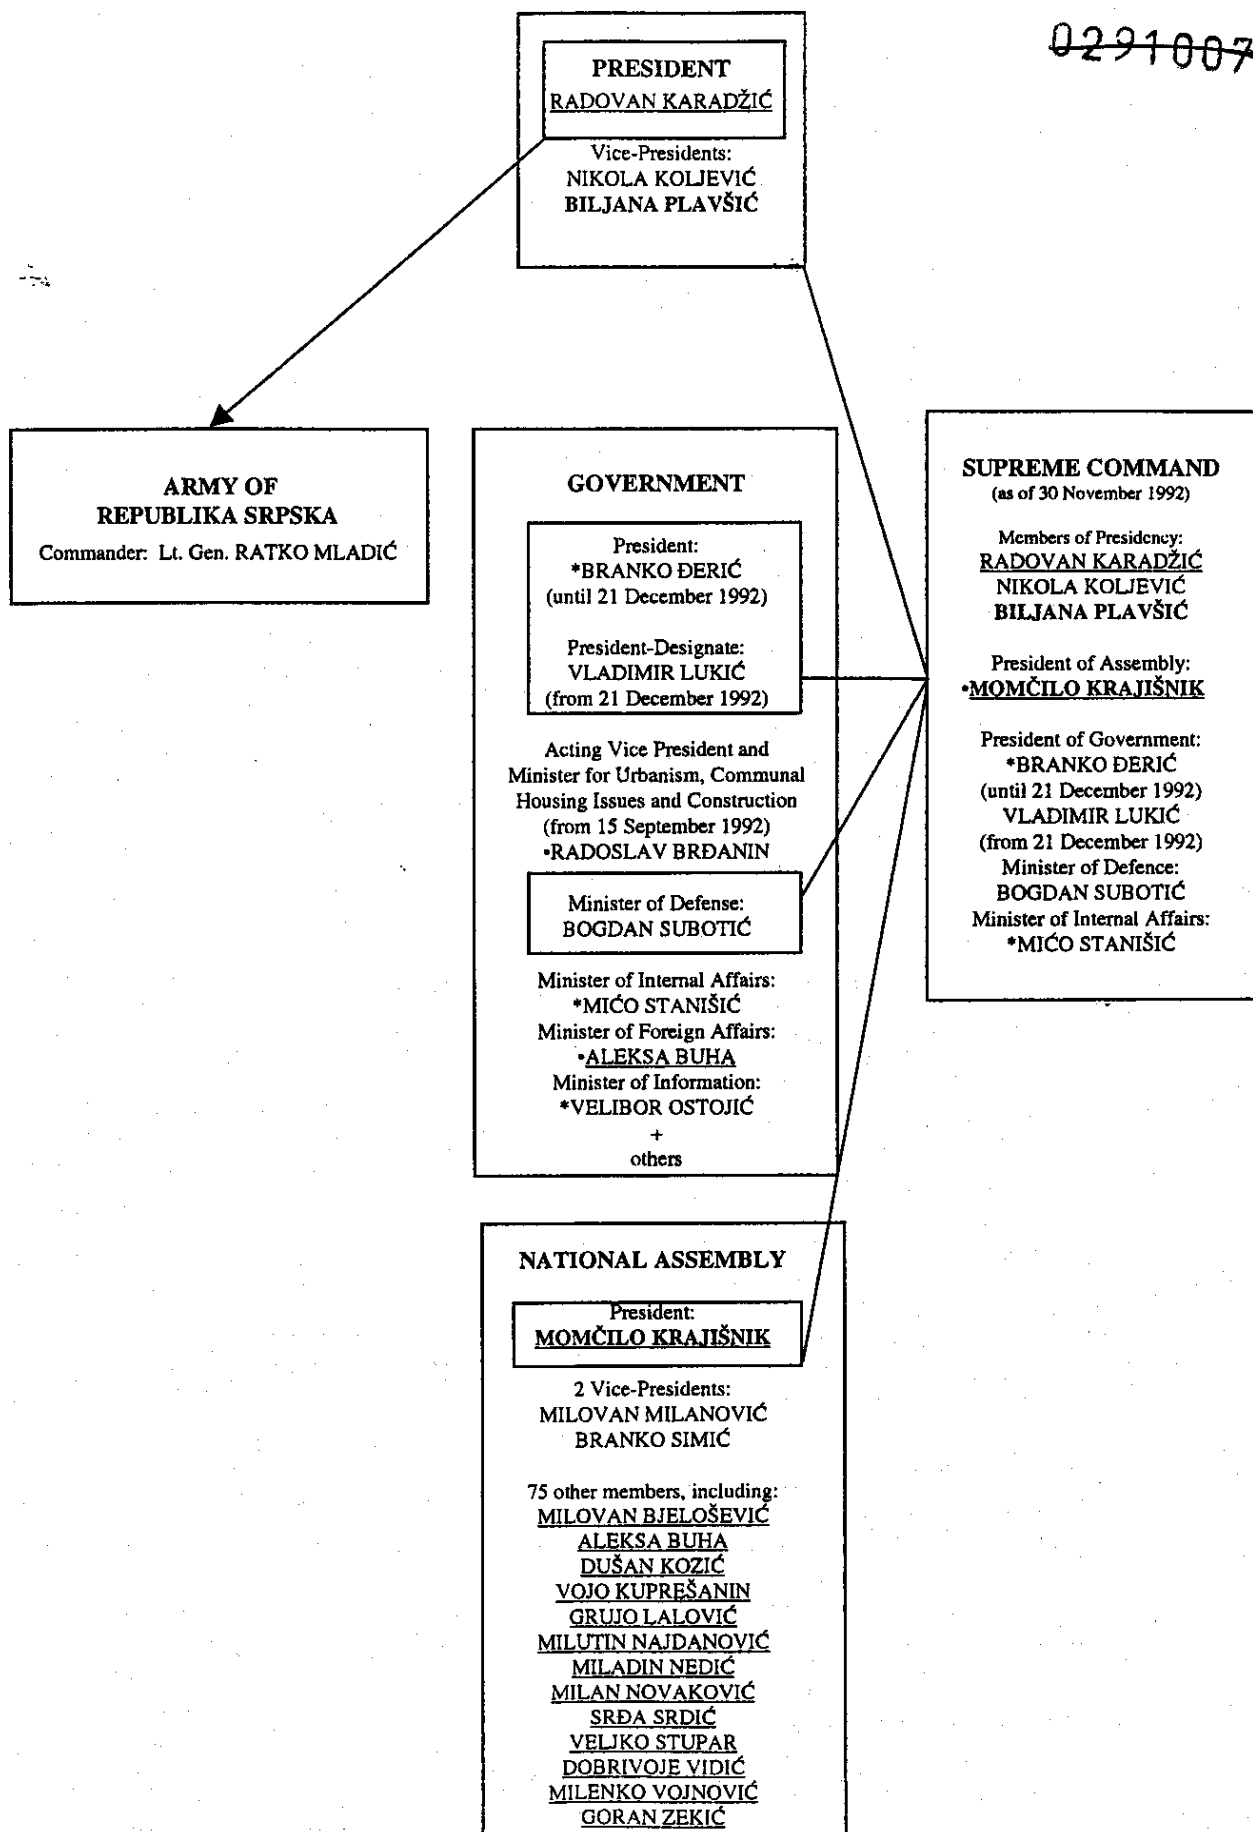 0291007
PRESIDENT
RADOVAN KARADŽIĆ
Vice-Presidents:
NIKOLA KOLJEVIĆ
BILJANA PLAVŠIĆ
ARMY OF
REPUBLIKA SRPSKA
Commander: Lt. Gen. RATKO MLADIĆ
GOVERNMENT
President:
*BRANKO ĐERIĆ
(until 21 December 1992)
President-Designate:
VLADIMIR LUKIĆ
(from 21 December 1992)
Acting Vice President and
Minister for Urbanism, Communal
Housing Issues and Construction
(from 15 September 1992)
•RADOSLAV BRĐANIN
Minister of Defense:
BOGDAN SUBOTIĆ
Minister of Internal Affairs:
*MIĆO STANIŠIĆ
Minister of Foreign Affairs:
•ALEKSA BUHA
Minister of Information:
*VELIBOR OSTOJIĆ
+
others
SUPREME COMMAND
(as of 30 November 1992)
Members of Presidency:
RADOVAN KARADŽIĆ
NIKOLA KOLJEVIĆ
BILJANA PLAVŠIĆ
President of Assembly:
•MOMČILO KRAJIŠNIK
President of Government:
*BRANKO ĐERIĆ
(until 21 December 1992)
VLADIMIR LUKIĆ
(from 21 December 1992)
Minister of Defence:
BOGDAN SUBOTIĆ
Minister of Internal Affairs:
*MIĆO STANIŠIĆ
NATIONAL ASSEMBLY
President:
MOMČILO KRAJIŠNIK
2 Vice-Presidents:
MILOVAN MILANOVIĆ
BRANKO SIMIĆ
75 other members, including:
MILOVAN BJELOŠEVIĆ
ALEKSA BUHA
DUŠAN KOZIĆ
VOJO KUPREŠANIN
GRUJO LALOVIĆ
MILUTIN NAJDANOVIĆ
MILADIN NEDIĆ
MILAN NOVAKOVIĆ
SRĐA SRDIĆ
VELJKO STUPAR
DOBRIVOJE VIDIĆ
MILENKO VOJNOVIĆ
GORAN ZEKIĆ